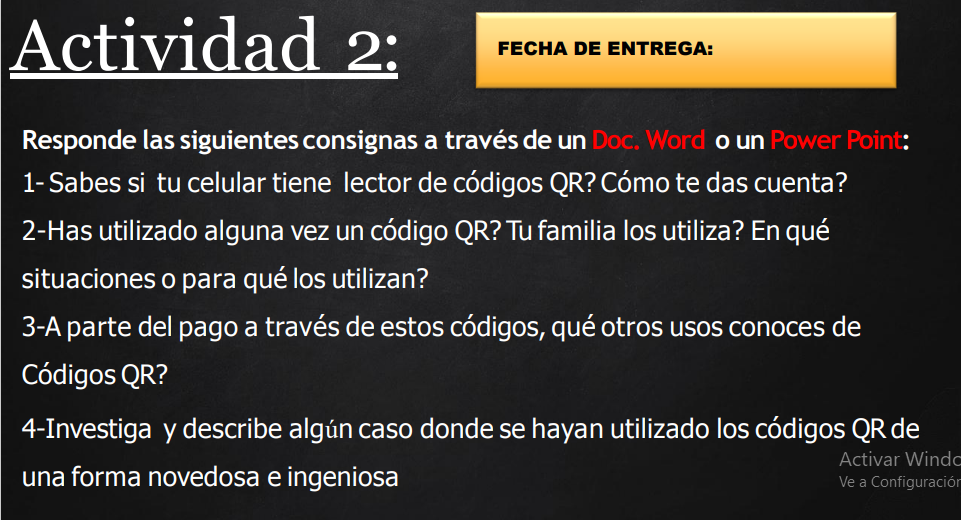 Actividad 2:
FECHA DE ENTREGA:
Responde las siguientes consignas a través de un Doc. Word o un Power Point:
1- Sabes si tu celular tiene lector de códigos QR? Cómo te das cuenta?
2-Has utilizado alguna vez un código QR? Tu familia los utiliza? En qué
situaciones o para qué los utilizan?
3-A parte del pago a través de estos códigos, qué otros usos conoces de
Códigos QR?
4-Investiga y describe algún caso donde se hayan utilizado los códigos QR de
una forma novedosa e ingeniosa
Activar Windo
Ve a Configuración